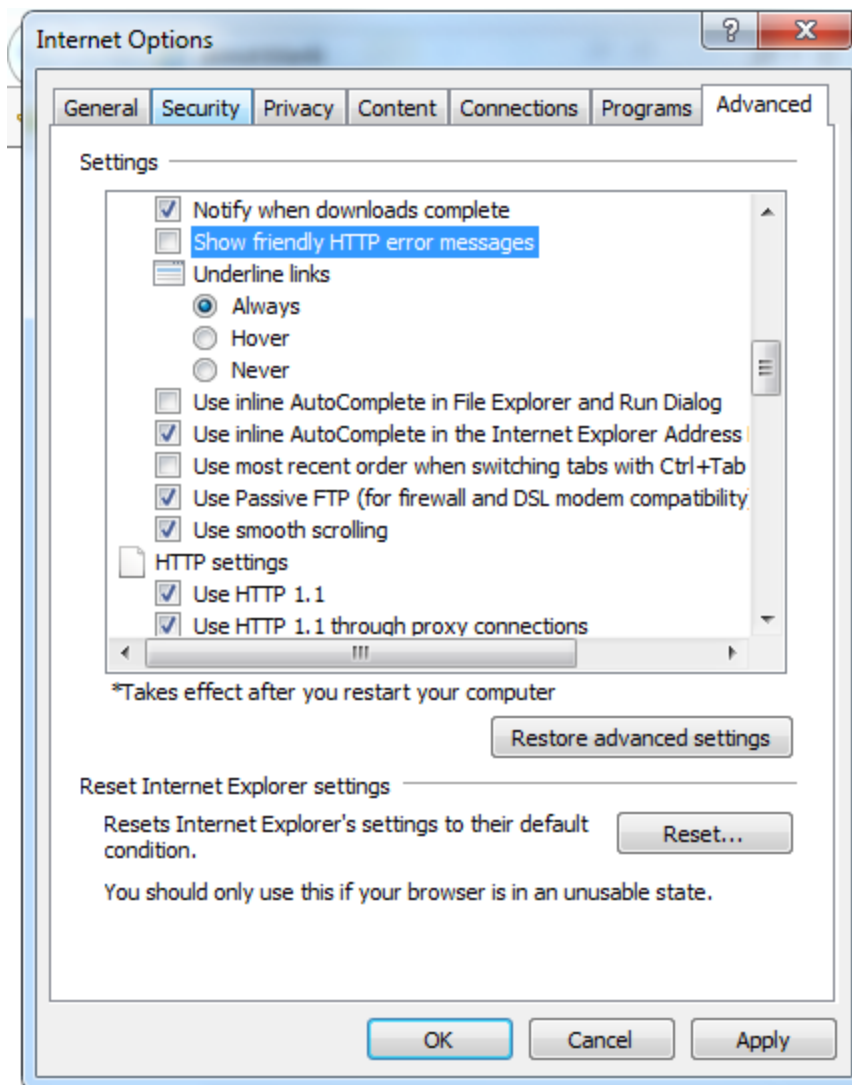 Internet Options
General Security Privacy Content Connections Programs Advanced
Settings
Notify when downloads complete
Show friendly HTTP error messages
Underline links
Always
Hover
Never
Use inline AutoComplete in File Explorer and Run Dialog
Use inline AutoComplete in the Internet Explorer Address
Use most recent order when switching tabs with Ctrl+Tab
Use Passive FTP (for firewall and DSL modem compatibility)
Use smooth scrolling
HTTP settings
Use HTTP 1.1
Use HTTP 1.1 through proxy connections
*Takes effect after you restart your computer
Restore advanced settings
Reset Internet Explorer settings
Resets Internet Explorer's settings to their default
condition.
Reset...
You should only use this if your browser is in an unusable state.
OK Cancel Apply